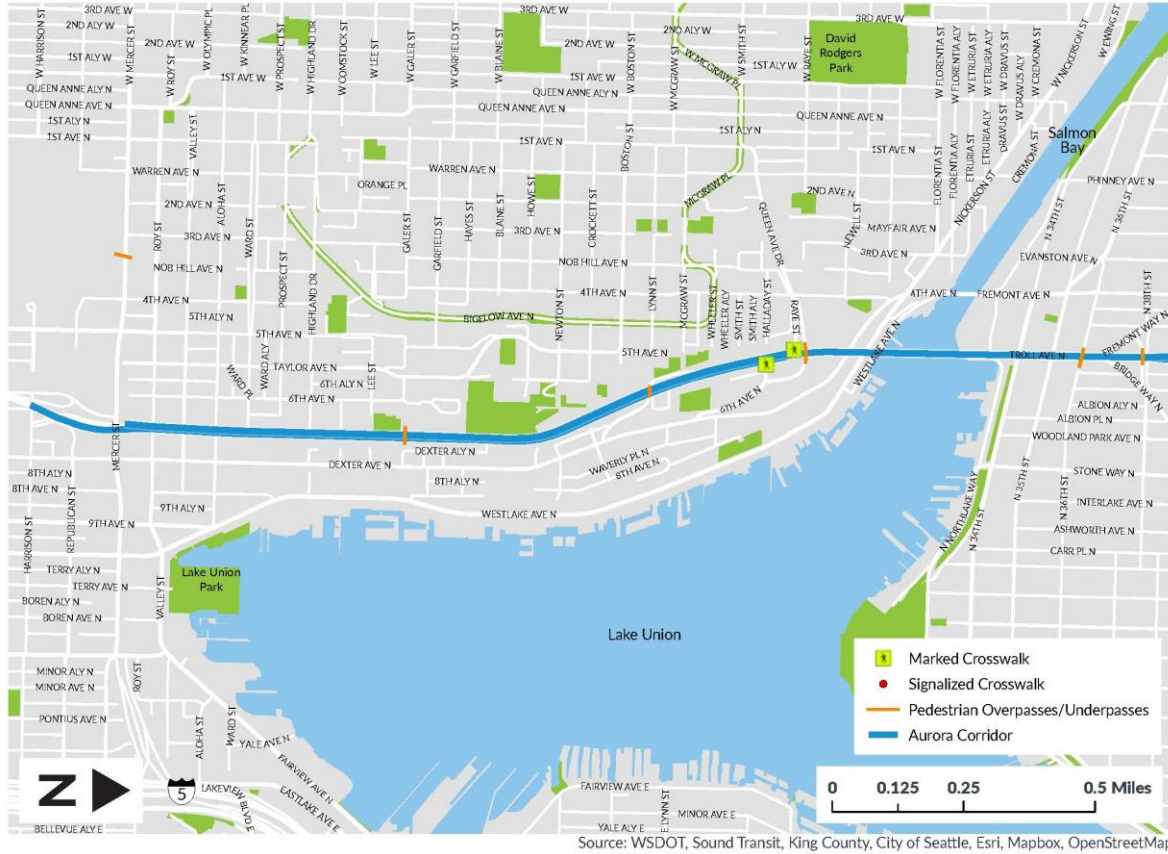 3RD AVE W
3RD AVE W
3RD AVE W
3RD AVE W
2ND ALY W
2ND AVE W
2ND AVE W
2ND ALY W
2ND AVE W
1ST AVE W
1ST AVE W
1ST ALY W
QUEEN ANNE ALY N
QUEEN ANNE AVE N
QUEEN ANNE ALY N
QUEEN ANNE AVE N
QUEEN ANNE AVE N
1ST ALY N
1ST AVE N
1ST ALY N
1ST AVE N
W HARRISON ST
W MERCER ST
W ROY ST
W OLYMPIC PL
W KINNEAR PL
W PROSPECT ST
W HIGHLAND DR
W COMSTOCK ST
W LEE ST
W GALER ST
W GARFIELD ST
W BLAINE ST
W BOSTON ST
W MCGRAW ST
W MCGRAW PL
W SMITH ST
W RAYE ST
David
Rodgers
Park
W FLORENTIA ST
W FLORENTIA ALY
W ETRURIA ST
W ETRURIA ALY
W DRAVUS ST
W DRAVUS ALY
W CREMONA ST
W NICKERSON ST
W EWING ST
Salmon
Bay
VALLEY ST
WARREN AVE N
WARREN AVE N
ORANGE PL
BOSTON ST
MCGRAW PL
2ND AVE N
2ND AVE N
FLORENTIA ST
FLORENTIA ALY
ETRURIA ST
ETRURIA ALY
DRAVUS ST
CREMONA ST
NICKERSON ST
PHINNEY AVE N
N 34TH ST
N 36TH ST
ALOHA ST
WARD ST
ROY ST
3RD AVE N
3RD AVE N
3RD AVE N
NOB HILL AVE N
NOB HILL AVE N
GALER ST
GARFIELD ST
HAYES ST
BLAINE ST
HOWE ST
CROCKETT ST
QUEEN ANNE DR
NEWELL ST
MAYFAIR AVE N
EVANSTON AVE N
PROSPECT ST
HIGHLAND DR
4TH AVE N
4TH AVE N
4TH AVE N
FREMONT AVE N
5TH ALY N
5TH AVE N
5TH AVE N
BIGELOW AVE N
NEWTON ST
LYNN ST
MCGRAW ST
WHEELER ST
WHEELER ALY
SMITH ST
SMITH ALY
HALLADAY ST
RAYE ST
WESTLAKE AVE N
TROLL AVE N
N 38TH ST
FREMONT WAY N
BRIDGE WAY N
WARD PL
WARD ALY
TAYLOR AVE N
6TH ALY N
6TH AVE N
LEE ST
6TH AVE N
ALBION ALY N
ALBION PL N
WOODLAND PARK AVE N
STONE WAY N
INTERLAKE AVE N
ASHWORTH AVE N
CARR PL N
N 35TH ST
N 36TH ST
N NORTHLAKE WAY
N 34TH ST
MERCER ST
DEXTER ALY N
DEXTER AVE N
WAVERLY PL N
8TH AVE N
8TH ALY N
8TH ALY N
8TH AVE N
9TH ALY N
9TH AVE N
WESTLAKE AVE N
HARRISON ST
REPUBLICAN ST
TERRY ALY N
TERRY AVE N
BOREN ALY N
BOREN AVE N
VALLEY ST
Lake Union
Park
Lake Union
MINOR ALY N
MINOR AVE N
ROY ST
PONTIUS AVE N
ALOHA ST
WARD ST
YALE AVE N
FAIRVIEW AVE N
EASTLAKE AVE E
LAKEVIEW BLVD E
BELLEVUE ALY E
FAIRVIEW AVE E
E LYNN ST
MINOR AVE E
YALE ALY E
5
N
Marked Crosswalk
Signalized Crosswalk
Pedestrian Overpasses/Underpasses
Aurora Corridor
0 0.125 0.25 0.5 Miles
Source: WSDOT, Sound Transit, King County, City of Seattle, Esri, Mapbox, OpenStreetMap